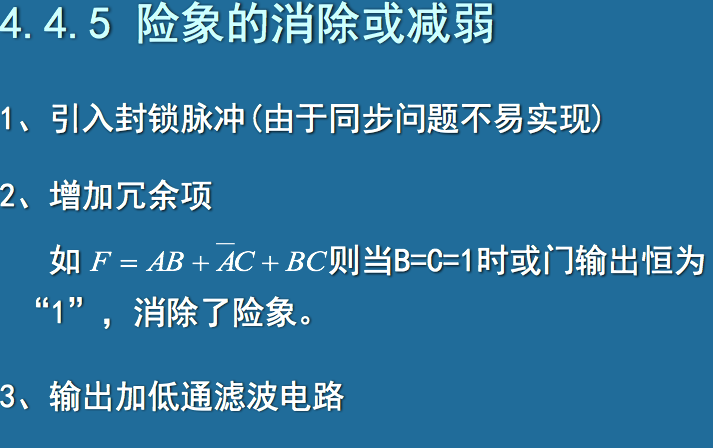 4.4.5 险象的消除或减弱
1、引入封锁脉冲(由于同步问题不易实现)
2、增加冗余项
如 F = AB + A̅C + BC则当B=C=1时或门输出恒为
“1”，消除了险象。
3、输出加低通滤波电路